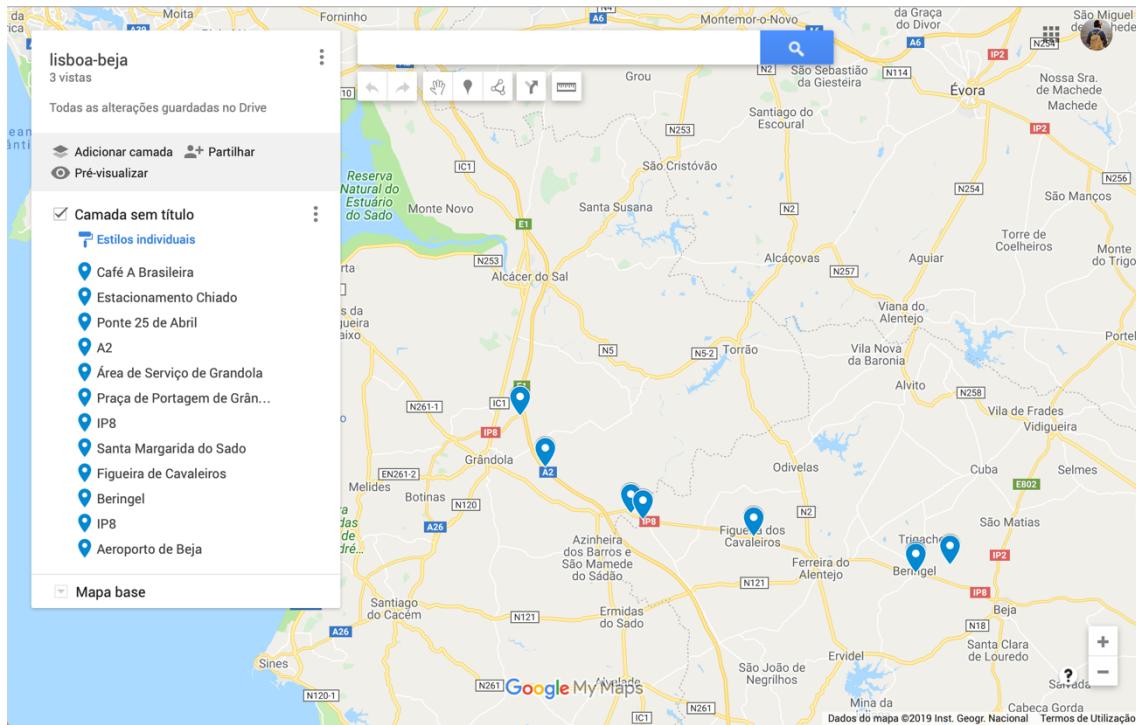 lisboa-beja
3 vistas
Todas as alterações guardadas no Drive
Adicionar camada
Partilhar
Pré-visualizar
Camada sem título
Estilos individuais
Café A Brasileira
Estacionamento Chiado
Ponte 25 de Abril
A2
Área de Serviço de Grandola
Praça de Portagem de Grân...
IP8
Santa Margarida do Sado
Figueira de Cavaleiros
Beringel
IP8
Aeroporto de Beja
Mapa base
Moita
Forninho
A6
Montemor-o-Novo
da Graça
do Divor
A6
São Miguel
IP2
N254
N2
São Sebastião
da Giesteira
N114
Évora
Nossa Sra.
de Machede
Machede
Grou
Santiago do
Escoural
N253
IP2
IC1
São Cristóvão
Reserva
Natural do
Estuário
do Sado
Monte Novo
Santa Susana
N2
N254
N256
São Manços
E1
N253
Alcácer do Sal
Alcáçovas
N257
Aguiar
Torre de
Coelheiros
Monte
do Trigo
Viana do
Alentejo
Portel
N5
N5-2
Torrão
Vila Nova
da Baronia
Alvito
N258
Vila de Frades
Vidigueira
E1
IC1
N261-1
IP8
Grândola
A2
EN261-2
Melides
Botinas
N120
A26
Odivelas
Cuba
Selmes
E802
N2
São Matias
IP8
Figueira dos
Cavaleiros
Azinheira
dos Barros e
São Mamede
do Sádão
Beringel
Ferreira do
Alentejo
N121
IP2
IP8
Beja
Santiago
do Cacém
N121
Ermidas
do Sado
A26
N18
Santa Clara
de Louredo
Sines
Ervidel
São João de
Negrilhos
N120-1
N261
Google My Maps
IC1
Mina da
N2
Cabeça Gorda
+
−
?
Dados do mapa ©2019 Inst. Geogr. Nacional
Termos de Utilização